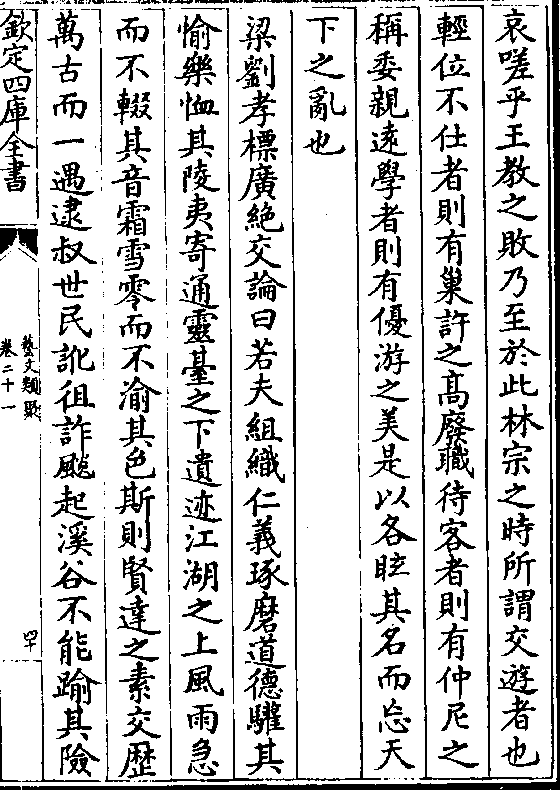 哀嗟乎王教之敗乃至於此林宗之時所謂交遊者也
輕位不仕者則有巢許之高廢職待客者則有仲尼之
稱委親逺學者則有優游之美是以各眩其名而忘天
下之亂也
梁劉孝標廣絶交論曰若夫組織仁義琢磨道德驩其
愉樂恤其陵夷寄通靈臺之下遺迹江湖之上風雨急
而不輟其音霜雪零而不渝其色斯則賢達之素交歴
萬古而一遇逮叔世民訛狙詐飈起溪谷不能踰其險
欽定四庫全書
藝文類聚
卷二十一
四十